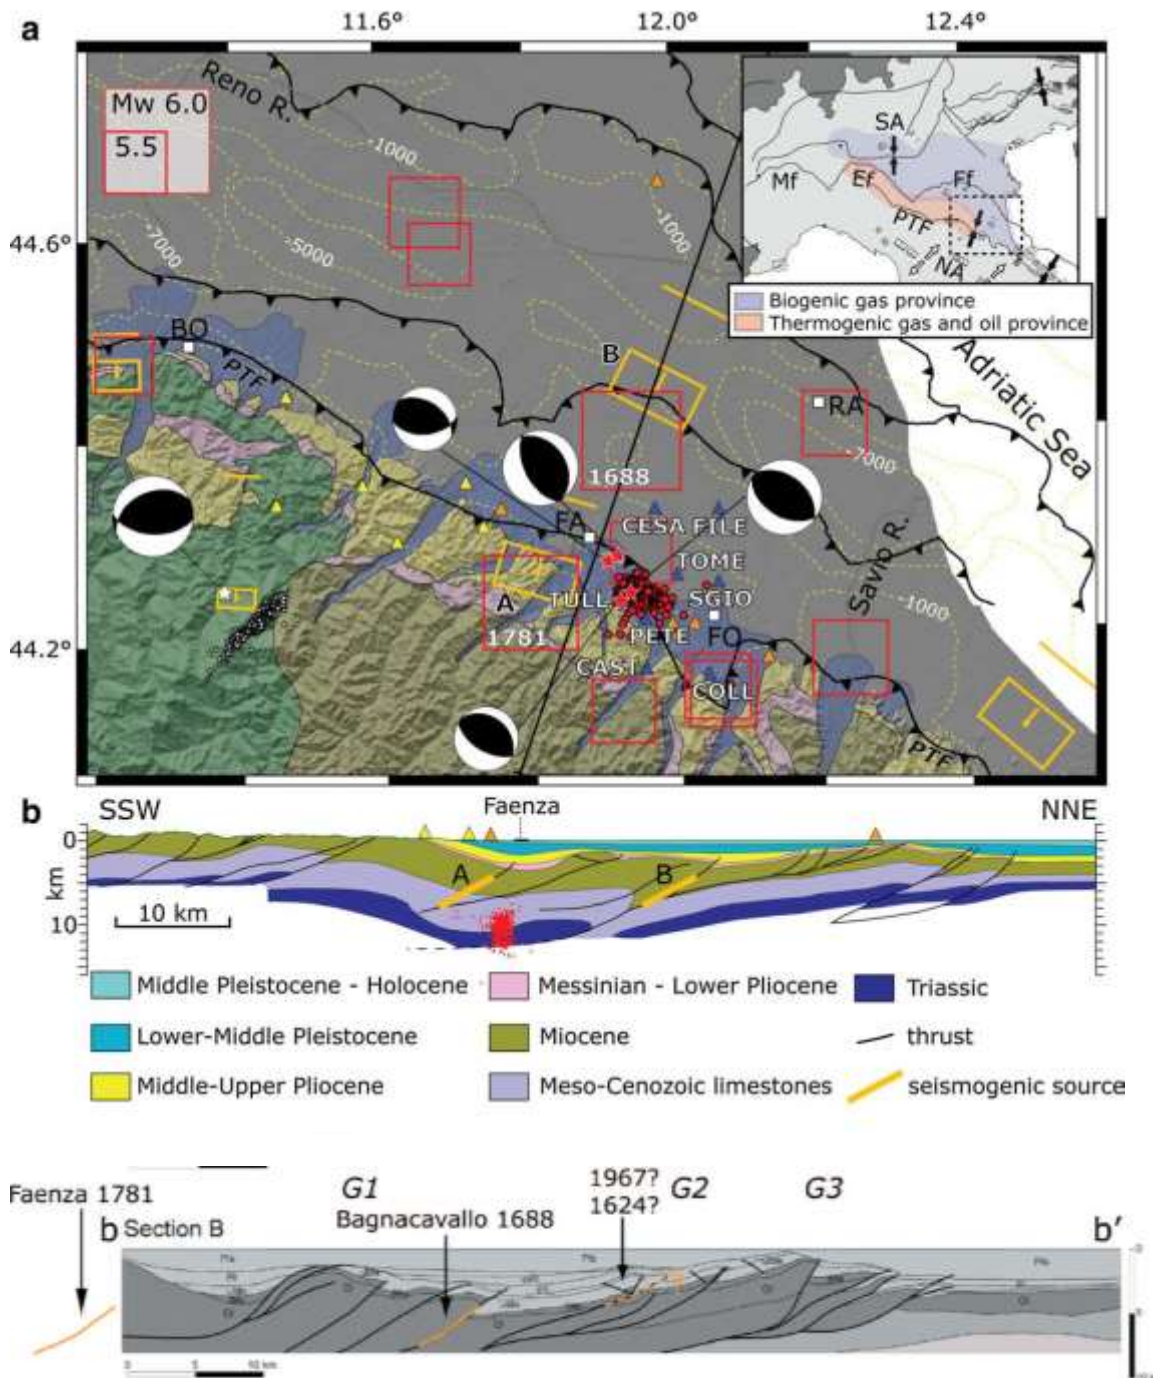 a
11.6°
12.0°
12.4°
Reno R.
Mw 6.0
5.5
-1000
SA
Mf
Ef
Ff
PTF
NA
44.6°
-7000
-5000
-1000
Biogenic gas province
Thermogenic gas and oil province
BO
PTF
B
Adriatic Sea
RA
-7000
1688
FA
CESA FILE
TOME
Savio R.
A
TULL
SGIO
-1000
44.2°
1781
PETE
FO
CAST
COLL
PTF
b
SSW
Faenza
NNE
0
km
A
B
10
10 km
Middle Pleistocene - Holocene
Messinian - Lower Pliocene
Triassic
Lower-Middle Pleistocene
Miocene
thrust
Middle-Upper Pliocene
Meso-Cenozoic limestones
seismogenic source
Faenza 1781
G1
1967?
G2
G3
1624?
Bagnacavallo 1688
b Section B
b'
0
5
10 km